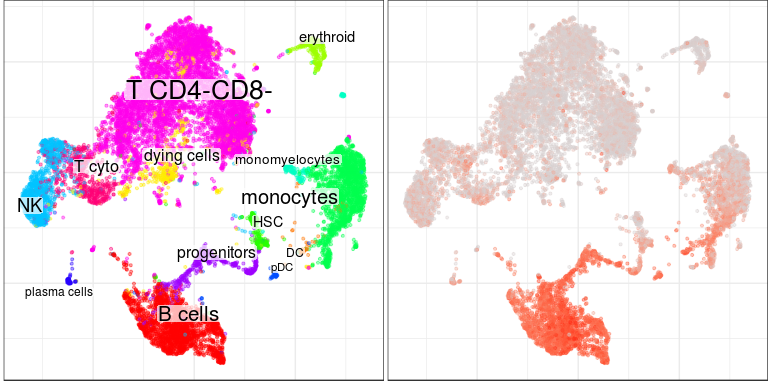 erythroid
T CD4-CD8-
dying cells
monomyelocytes
T cyto
NK
monocytes
HSC
progenitors
DC
pDC
plasma cells
B cells